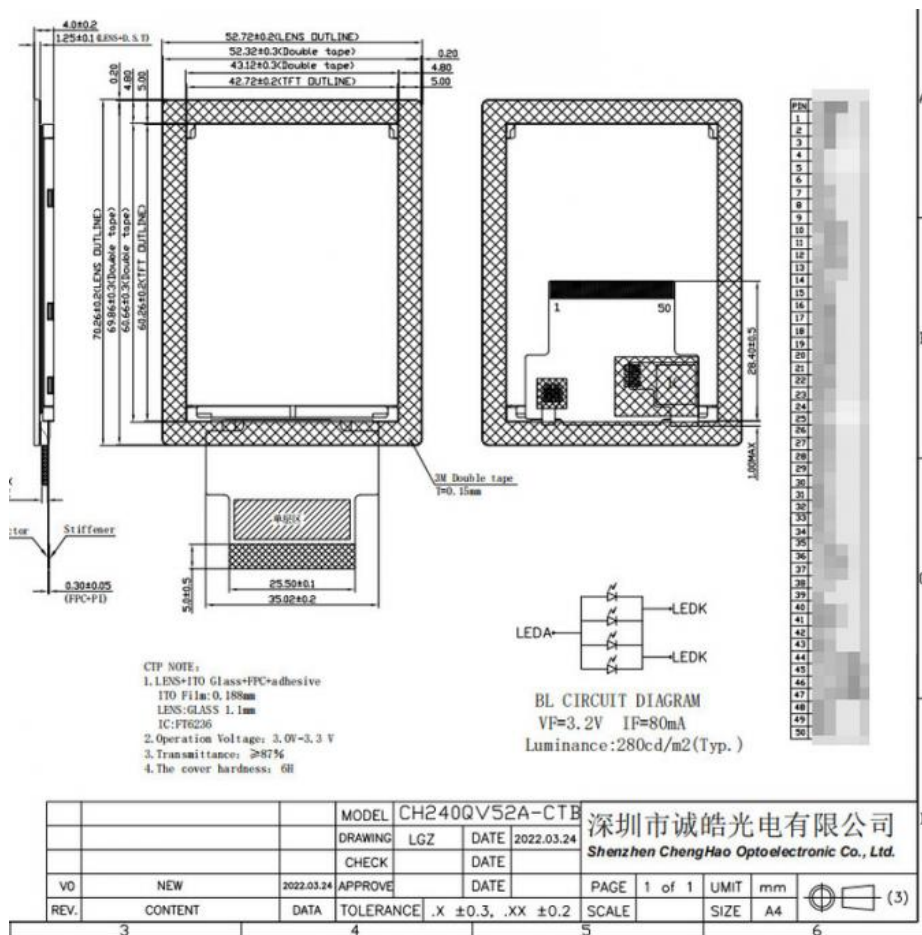 4.0±0.2
1.25±0.1(LENS+D.S.T)
52.72±0.2(LENS OUTLINE)
52.32±0.3(Double tape)
43.12±0.3(Double tape)
42.72±0.2(TFT OUTLINE)
0.20
4.80
5.00
0.20
4.80
5.00
70.26±0.2(LENS OUTLINE)
69.86±0.3(Double tape)
60.66±0.3(Double tape)
60.26±0.2(TFT OUTLINE)
1
50
28.40±0.5
1.00MAX
3M Double tape
T=0.15mm
ctor
Stiffener
0.30±0.05
(FPC+PI)
5.0±0.5
25.50±0.1
35.02±0.2
PIN
1
2
3
4
5
6
7
8
9
10
11
12
13
14
15
16
17
18
19
20
21
22
23
24
25
26
27
28
29
30
31
32
33
34
35
36
37
38
39
40
41
42
43
44
45
46
47
48
49
50
LEDA
LEDK
LEDK
BL CIRCUIT DIAGRAM
VF=3.2V IF=80mA
Luminance:280cd/m2(Typ.)
CTP NOTE:
1.LENS+ITO Glass+FPC+adhesive
ITO Film:0.188mm
LENS:GLASS 1.1mm
IC:FT6236
2.Operation Voltage: 3.0V-3.3 V
3.Transmittance: ≥87%
4.The cover hardness: 6H
MODEL CH240QV52A-CTB
DRAWING LGZ DATE 2022.03.24
CHECK DATE
V0 NEW 2022.03.24 APPROVE DATE
REV. CONTENT DATA TOLERANCE .X ±0.3, .XX ±0.2
深圳市诚皓光电有限公司
Shenzhen ChengHao Optoelectronic Co., Ltd.
PAGE 1 of 1 UMIT mm
SCALE SIZE A4
(3)
3 4 5 6